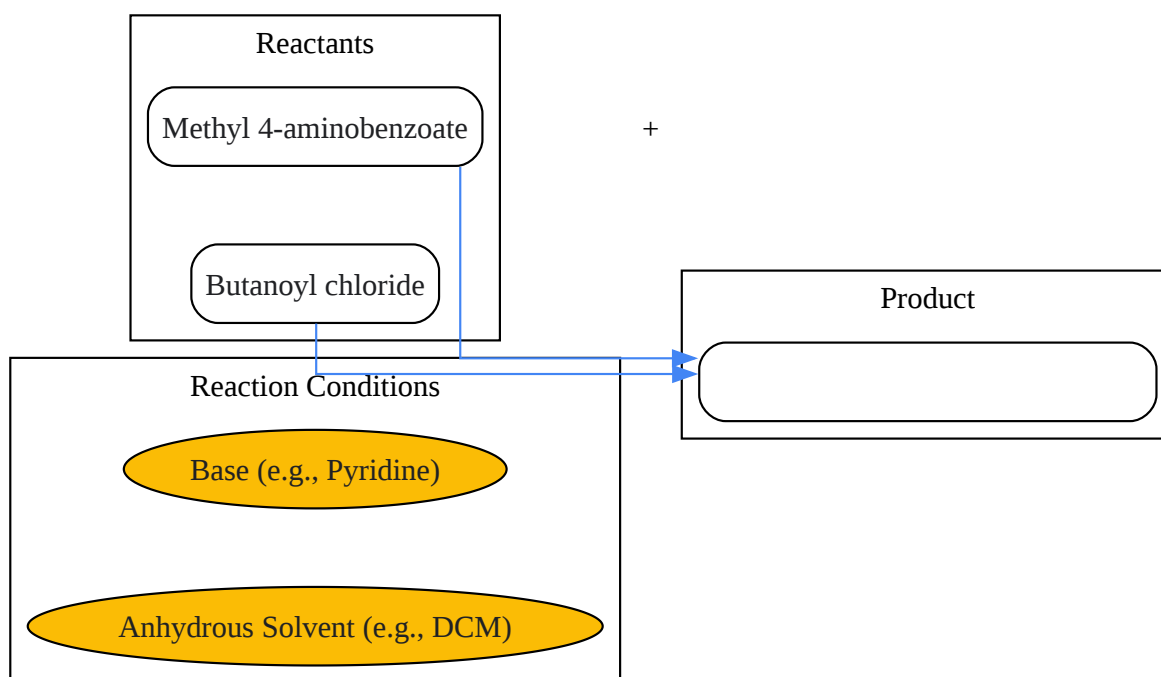 Reactants
Methyl 4-aminobenzoate
+
Butanoyl chloride
Product
Reaction Conditions
Base (e.g., Pyridine)
Anhydrous Solvent (e.g., DCM)